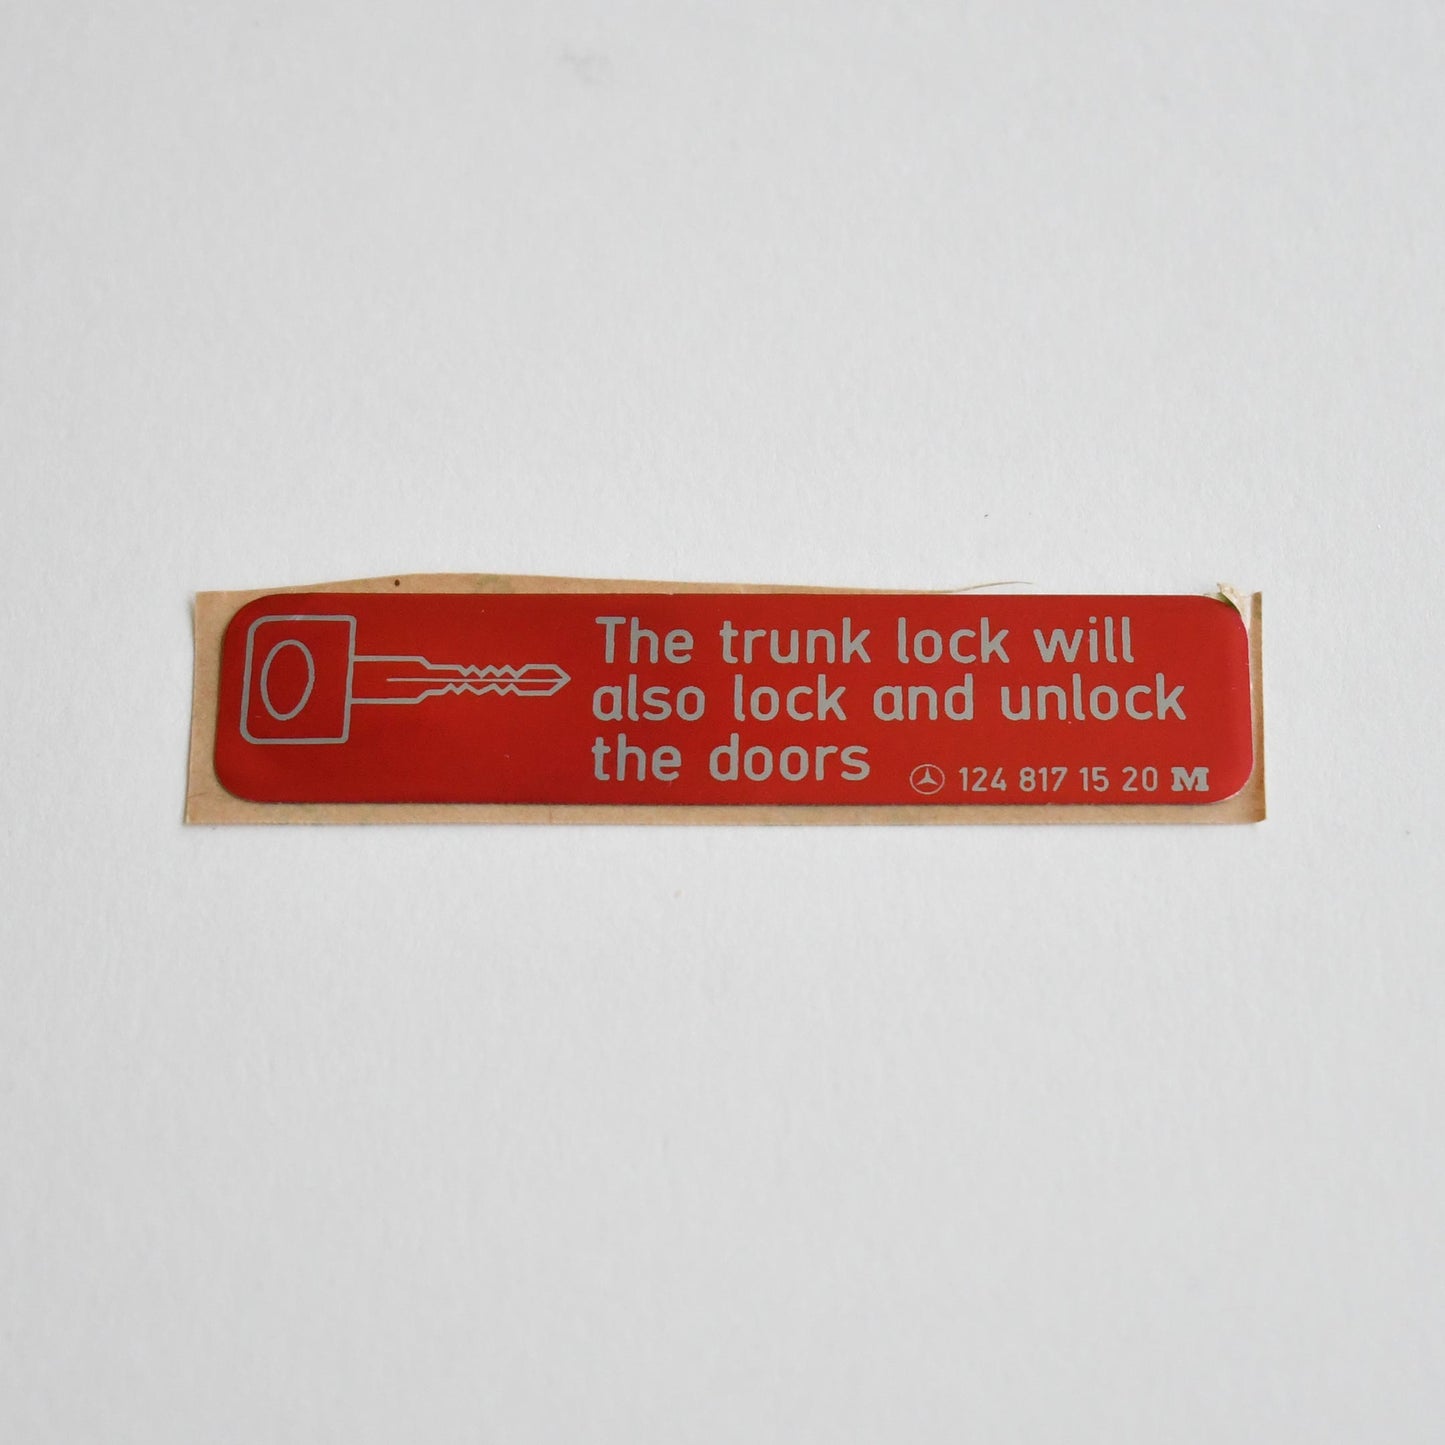 The trunk lock will
also lock and unlock
the doors
124 817 15 20 M